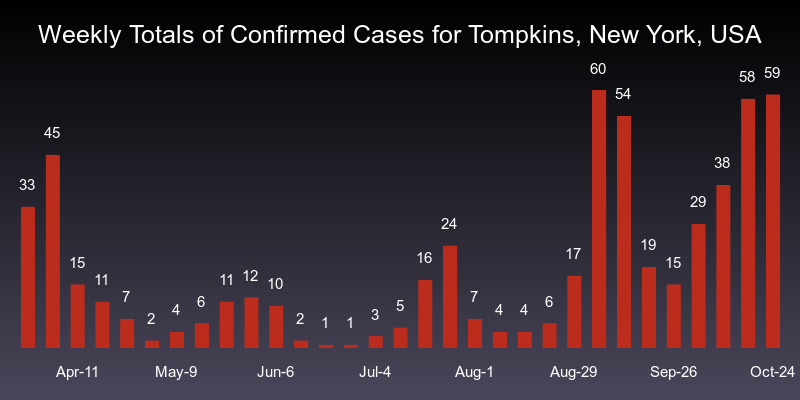 Weekly Totals of Confirmed Cases for Tompkins, New York, USA
33 45 15 11 7 2 4 6 11 12 10 2 1 1 3 5 16 24 7 4 4 6 17 60 54 19 15 29 38 58 59
Apr-11 May-9 Jun-6 Jul-4 Aug-1 Aug-29 Sep-26 Oct-24